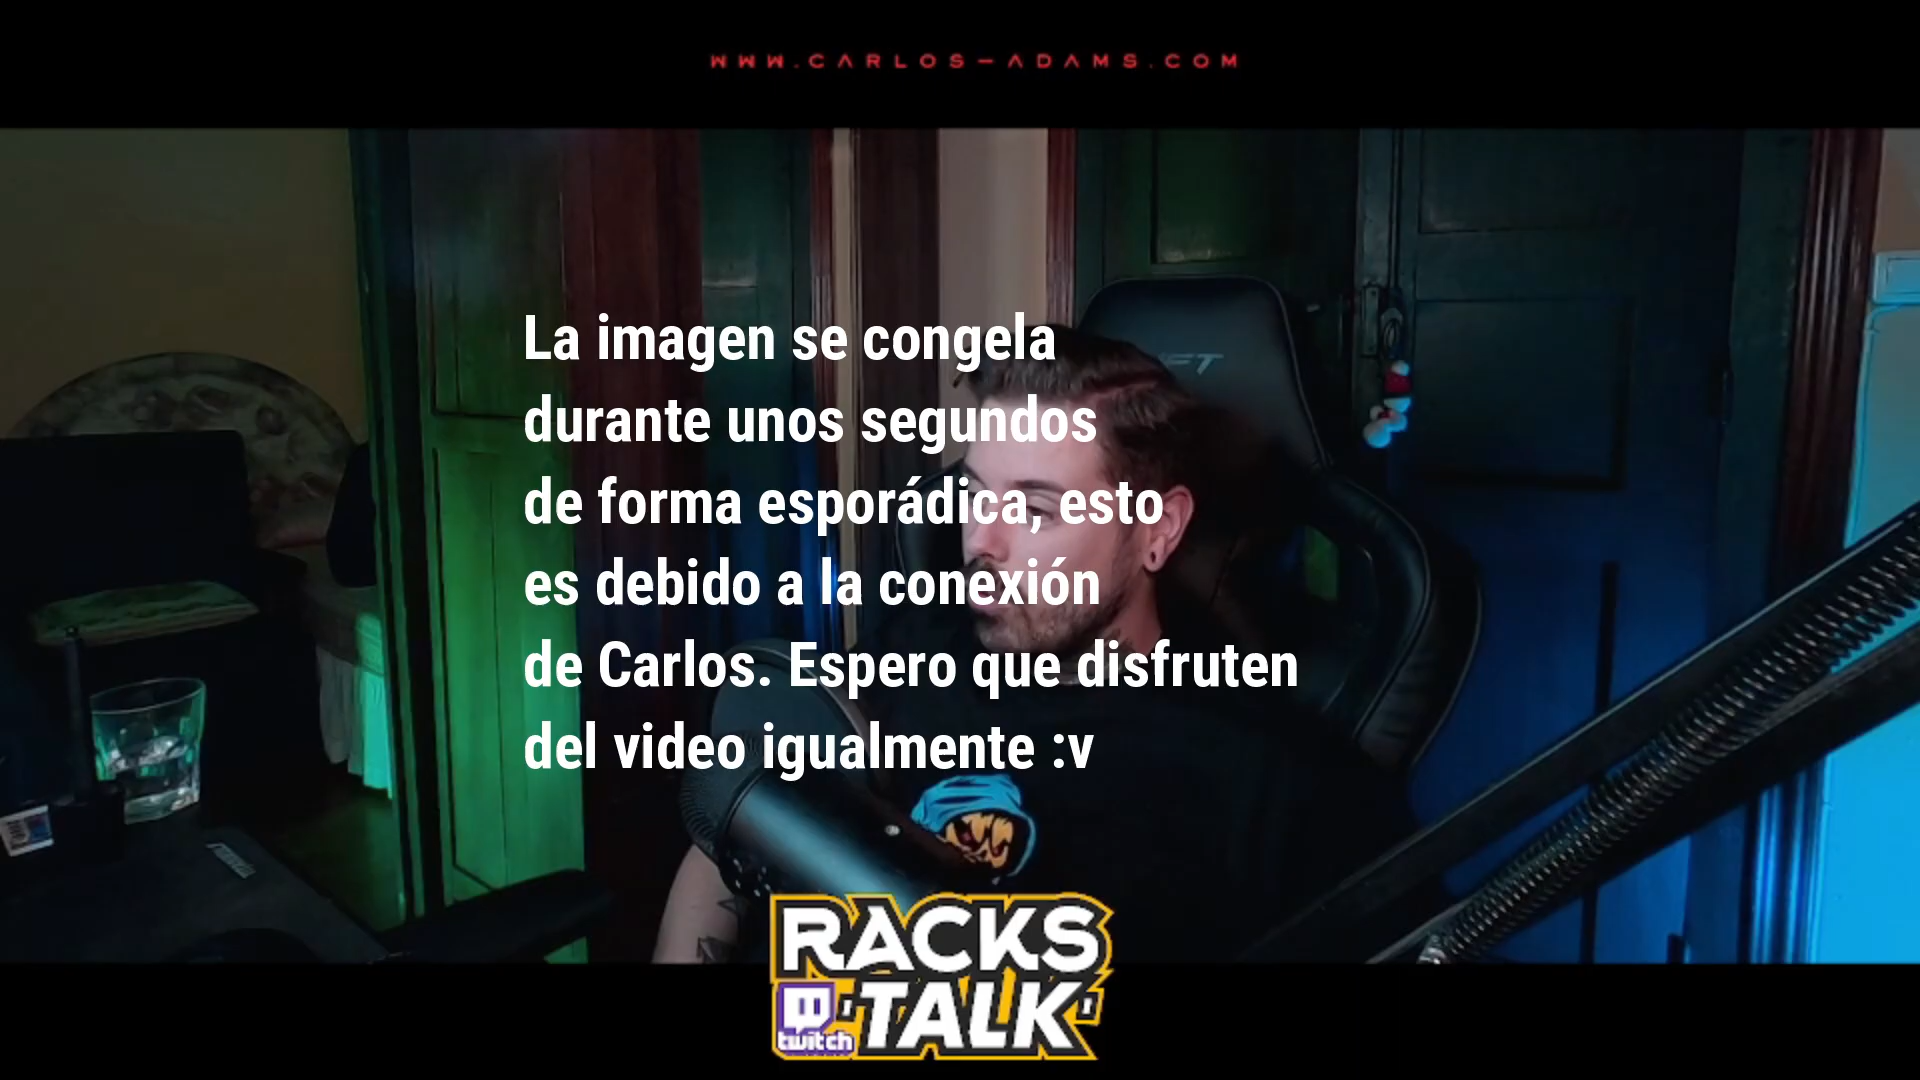 WWW.CARLOS-ADAMS.COM
La imagen se congela
durante unos segundos
de forma esporádica, esto
es debido a la conexión
de Carlos. Espero que disfruten
del video igualmente :v
RACKS
TALK
twitch